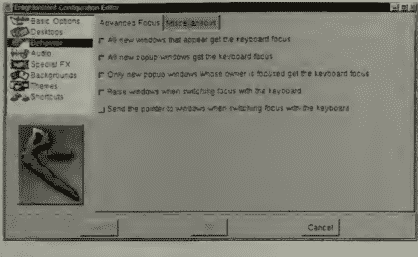 Enlightenment Configuration Editor
Basic Options
Desktops
Behavior
Audio
Special FX
Backgrounds
Themes
Shortcuts
Advanced Focus
Miscellaneous
All new windows that appear get the keyboard focus
All new popup windows get the keyboard focus
Only new popup windows whose owner is focused get the keyboard focus
Raise windows when switching focus with the keyboard
Send the pointer to windows when switching focus with the keyboard
Cancel